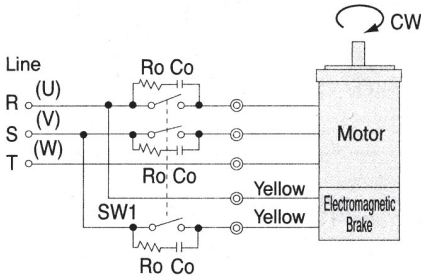 CW
Line
Ro Co
R (U)
S (V)
T (W)
Motor
Ro Co
Yellow
SW1
Yellow
Electromagnetic
Brake
Ro Co